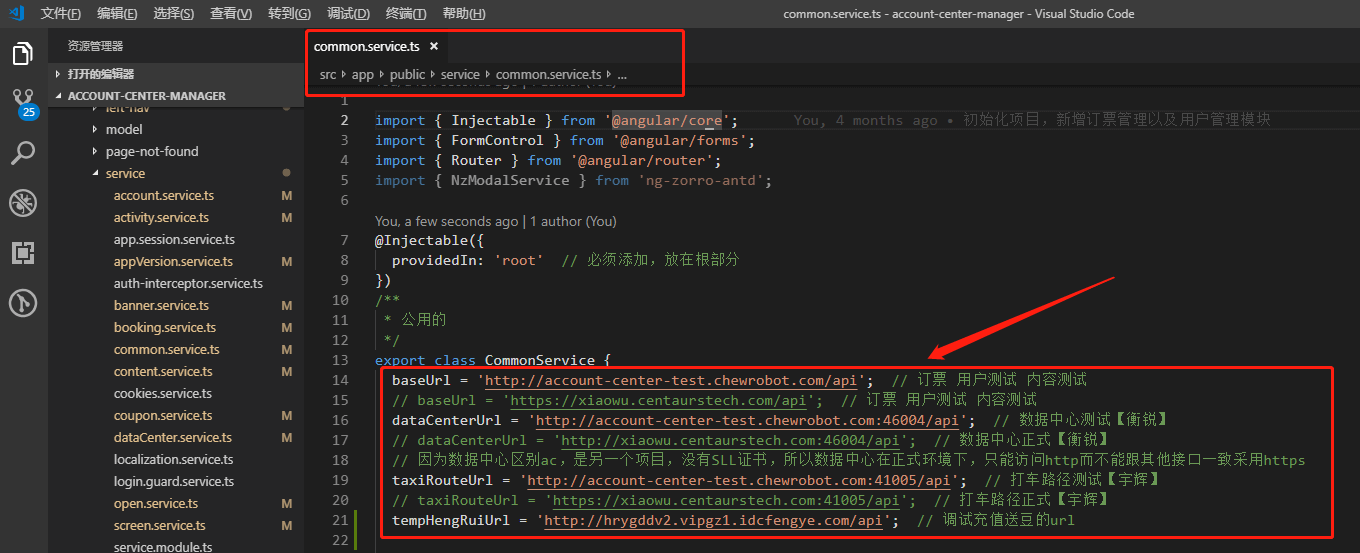 文件(F) 编辑(E) 选择(S) 查看(V) 转到(G) 调试(D) 终端(T) 帮助(H) common.service.ts - account-center-manager - Visual Studio Code
资源管理器
打开的编辑器
ACCOUNT-CENTER-MANAGER
left-nav
model
page-not-found
service
account.service.ts M
activity.service.ts M
app.session.service.ts
appVersion.service.ts M
auth-interceptor.service.ts
banner.service.ts M
booking.service.ts M
common.service.ts M
content.service.ts M
cookies.service.ts
coupon.service.ts M
dataCenter.service.ts M
localization.service.ts
login.guard.service.ts
open.service.ts M
screen.service.ts M
service.module.ts
25
common.service.ts ×
src app public service common.service.ts ...
1
2 import { Injectable } from '@angular/core'; You, 4 months ago • 初始化项目，新增订票管理以及用户管理模块
3 import { FormControl } from '@angular/forms';
4 import { Router } from '@angular/router';
5 import { NzModalService } from 'ng-zorro-antd';
6
You, a few seconds ago | 1 author (You)
7 @Injectable({
8 providedIn: 'root' // 必须添加，放在根部分
9 })
10 /**
11 * 公用的
12 */
13 export class CommonService {
14 baseUrl = 'http://account-center-test.chewrobot.com/api'; // 订票 用户测试 内容测试
15 // baseUrl = 'https://xiaowu.centaurstech.com/api'; // 订票 用户测试 内容测试
16 dataCenterUrl = 'http://account-center-test.chewrobot.com:46004/api'; // 数据中心测试【衡锐】
17 // dataCenterUrl = 'http://xiaowu.centaurstech.com:46004/api'; // 数据中心正式【衡锐】
18 // 因为数据中心区别ac，是另一个项目，没有SLL证书，所以数据中心在正式环境下，只能访问http而不能跟其他接口一致采用https
19 taxiRouteUrl = 'http://account-center-test.chewrobot.com:41005/api'; // 打车路径测试【宇辉】
20 // taxiRouteUrl = 'https://xiaowu.centaurstech.com:41005/api'; // 打车路径正式【宇辉】
21 tempHengRuiUrl = 'http://hrygddv2.vipgz1.idcfengye.com/api'; // 调试充值送豆的url
22